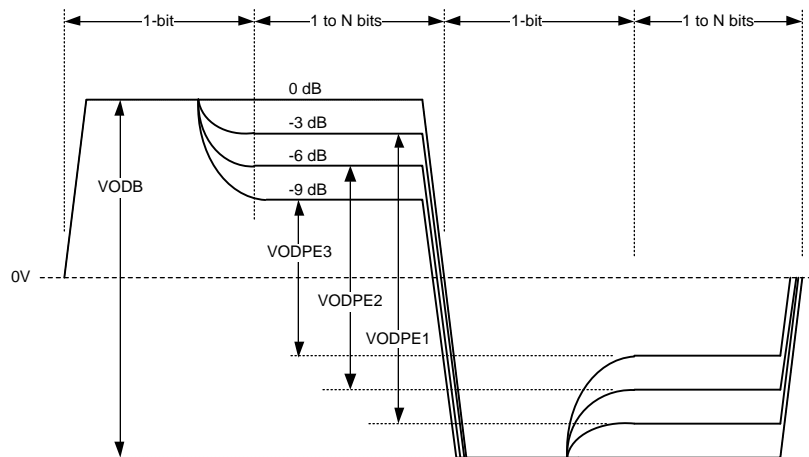 1-bit 1 to N bits 1-bit 1 to N bits
0 dB
-3 dB
-6 dB
-9 dB
VODB
VODPE3
0V
VODPE2
VODPE1